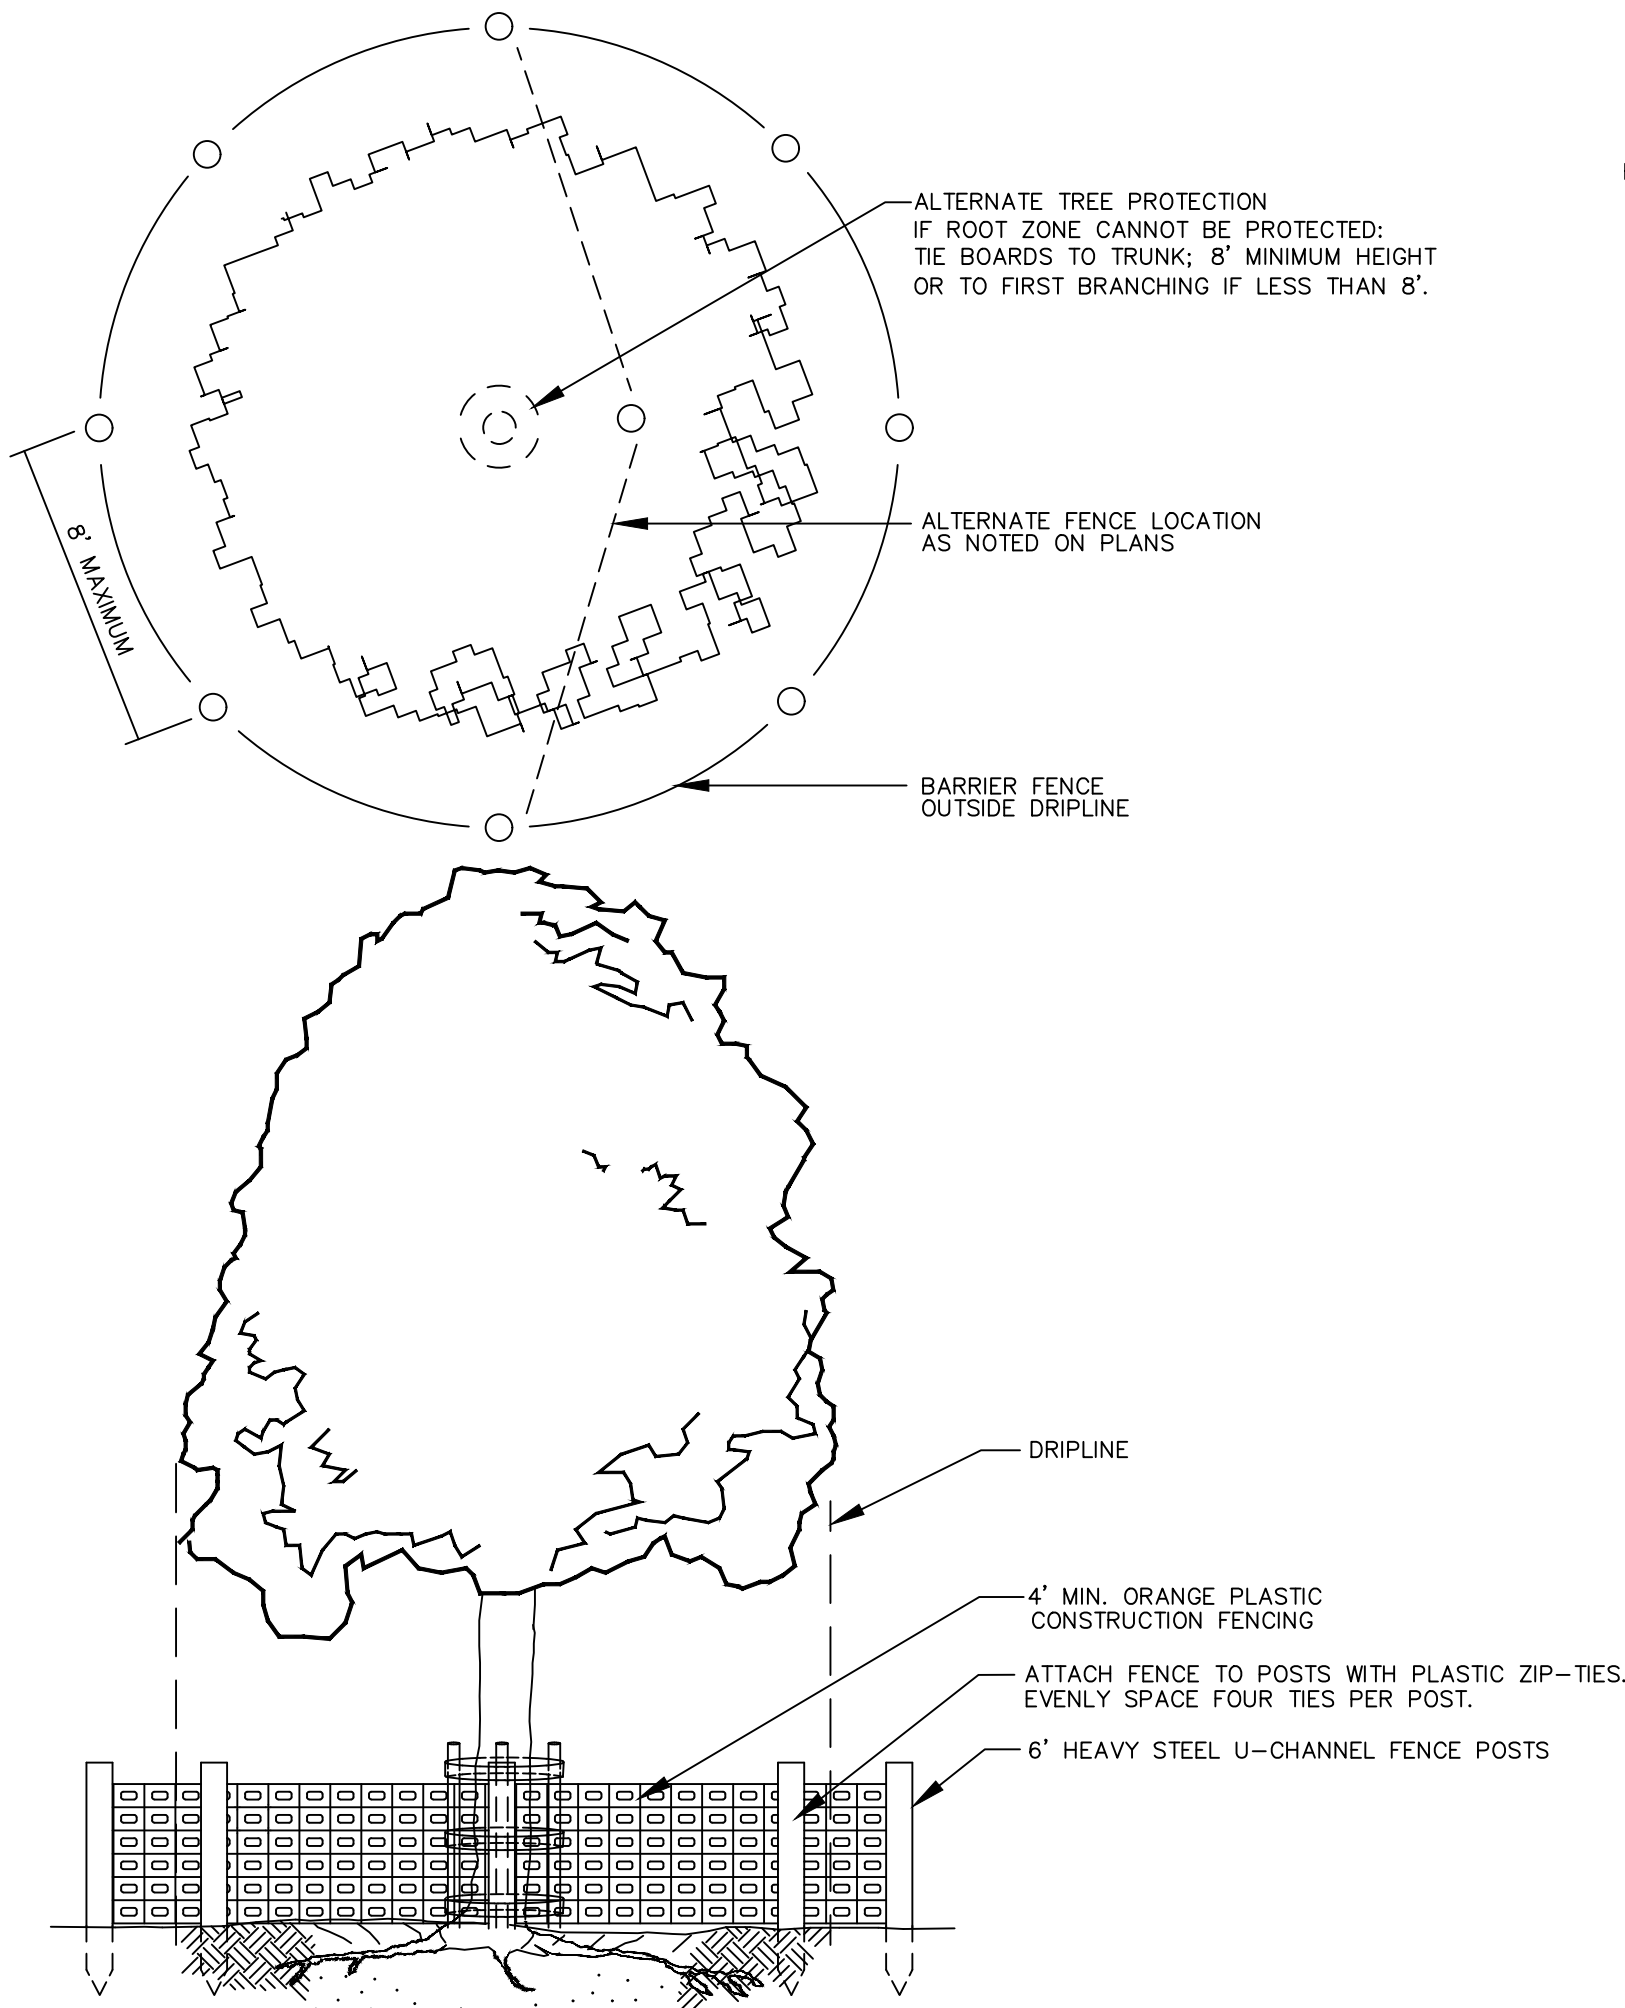 ALTERNATE TREE PROTECTION
IF ROOT ZONE CANNOT BE PROTECTED:
TIE BOARDS TO TRUNK; 8' MINIMUM HEIGHT
OR TO FIRST BRANCHING IF LESS THAN 8'.
ALTERNATE FENCE LOCATION
AS NOTED ON PLANS
8' MAXIMUM
BARRIER FENCE
OUTSIDE DRIPLINE
DRIPLINE
4' MIN. ORANGE PLASTIC
CONSTRUCTION FENCING
ATTACH FENCE TO POSTS WITH PLASTIC ZIP-TIES.
EVENLY SPACE FOUR TIES PER POST.
6' HEAVY STEEL U-CHANNEL FENCE POSTS